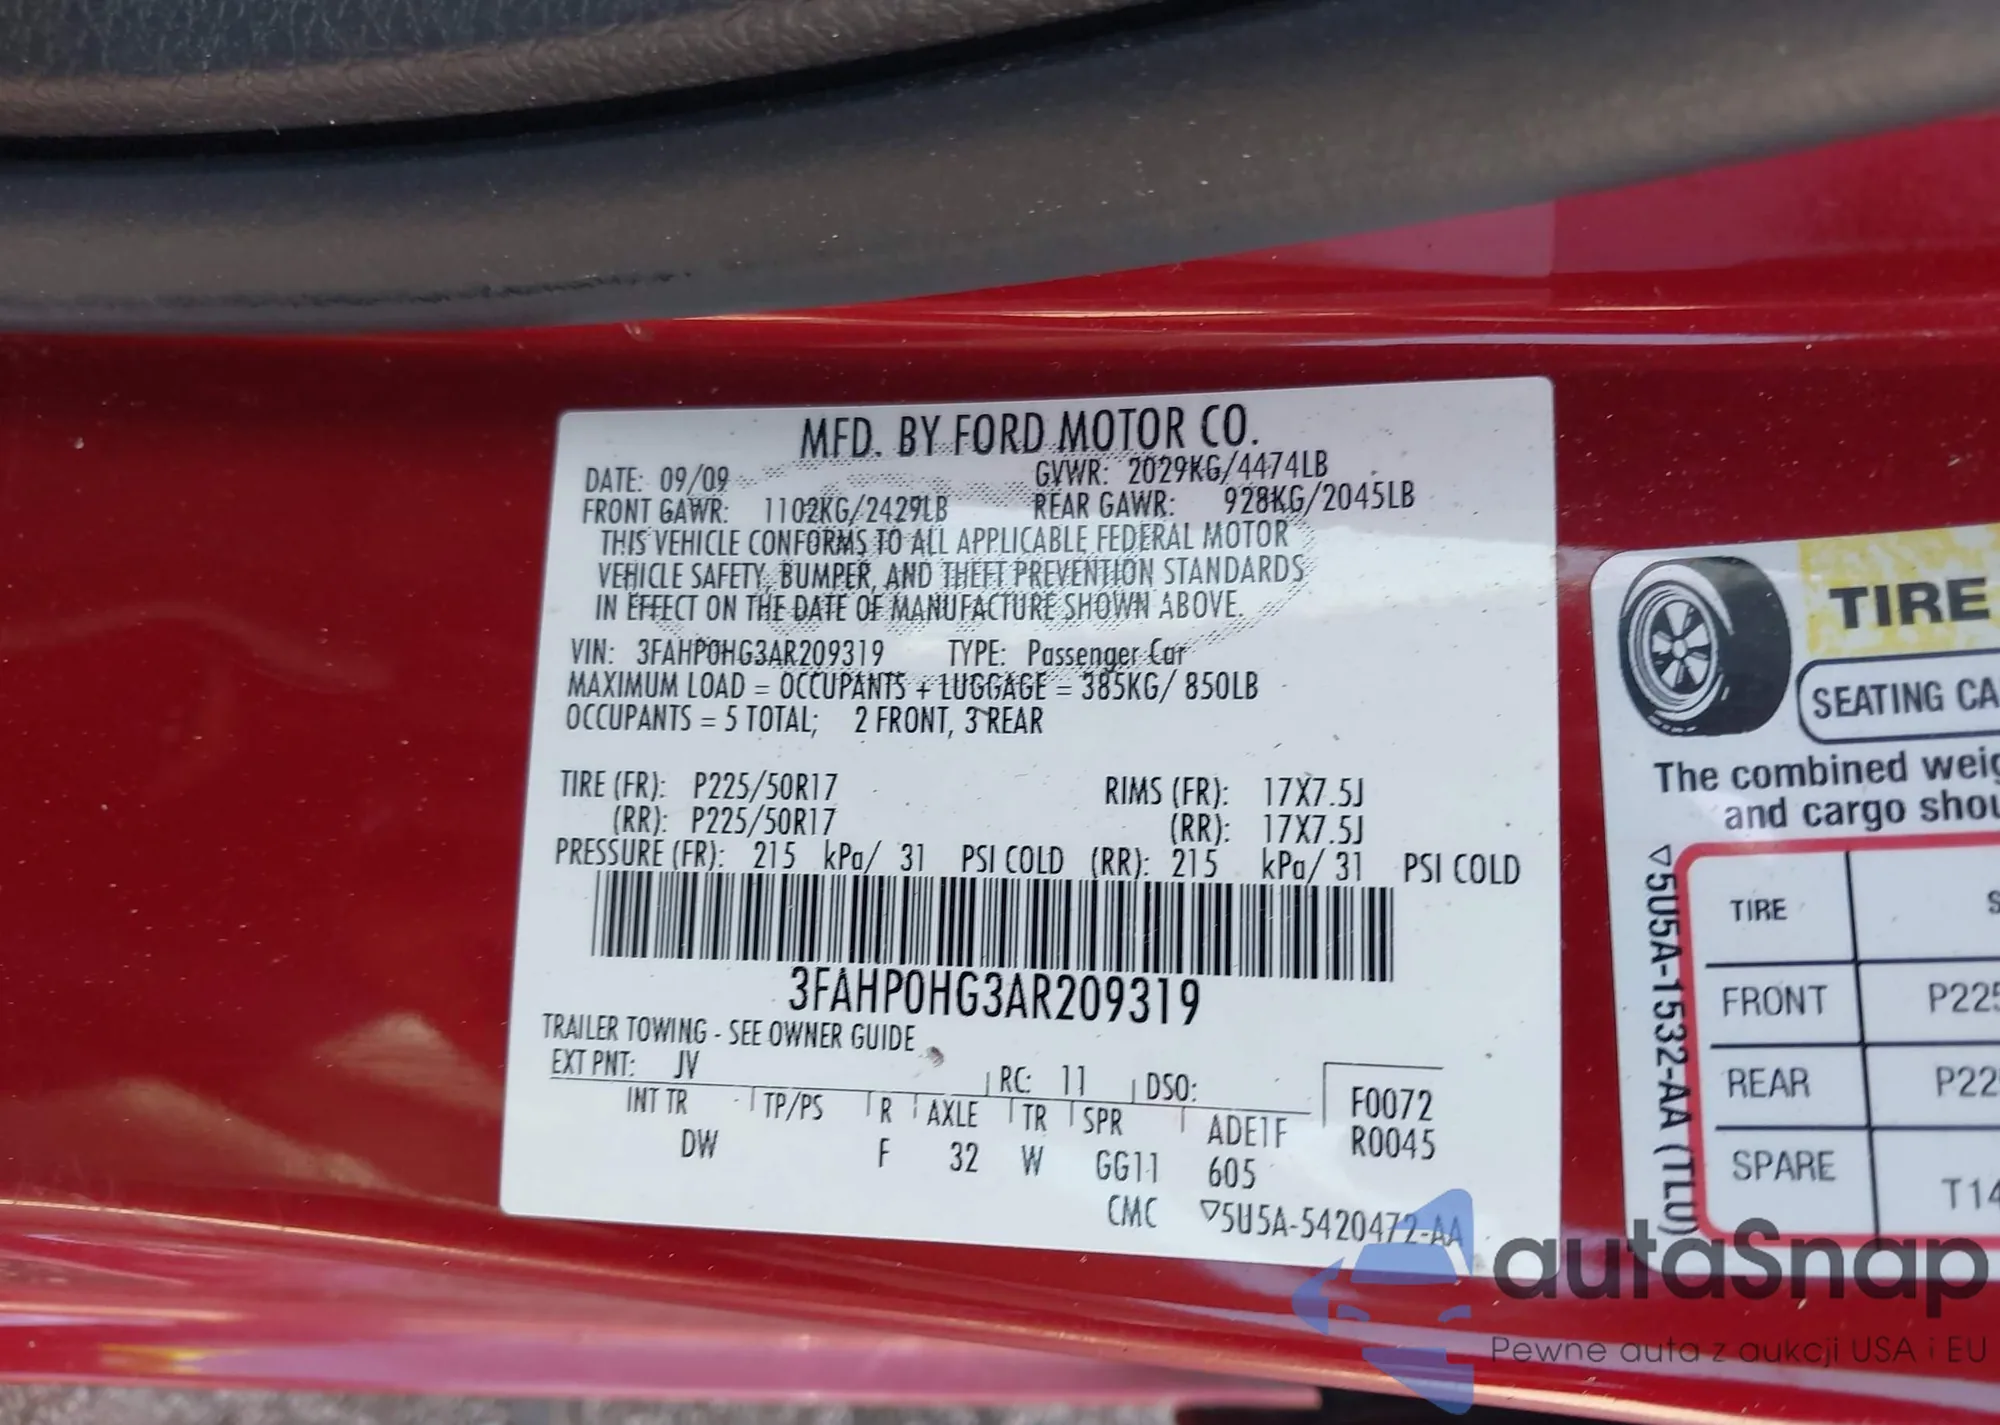 MFD. BY FORD MOTOR CO.
DATE: 09/09 GVWR: 2029KG/4474LB
FRONT GAWR: 1102KG/2429LB REAR GAWR: 928KG/2045LB
THIS VEHICLE CONFORMS TO ALL APPLICABLE FEDERAL MOTOR
VEHICLE SAFETY, BUMPER, AND THEFT PREVENTION STANDARDS
IN EFFECT ON THE DATE OF MANUFACTURE SHOWN ABOVE.
VIN: 3FAHP0HG3AR209319 TYPE: Passenger Car
MAXIMUM LOAD = OCCUPANTS + LUGGAGE = 385KG/ 850LB
OCCUPANTS = 5 TOTAL; 2 FRONT, 3 REAR
TIRE (FR): P225/50R17 RIMS (FR): 17X7.5J
(RR): P225/50R17 (RR): 17X7.5J
PRESSURE (FR): 215 kPa/ 31 PSI COLD (RR): 215 kPa/ 31 PSI COLD
3FAHP0HG3AR209319
TRAILER TOWING - SEE OWNER GUIDE
EXT PNT: JV RC: 11 DSO: F0072
INT TR TP/PS R AXLE TR SPR ADE1F R0045
DW F 32 W GG11 605
CMC ▽5U5A-5420472-AA
TIRE
SEATING CA
The combined weig
and cargo shou
▽5U5A-1532-AA (TLU)
TIRE S
FRONT P225
REAR P22
SPARE T14
autaSnap
Pewne auta z aukcji USA i EU